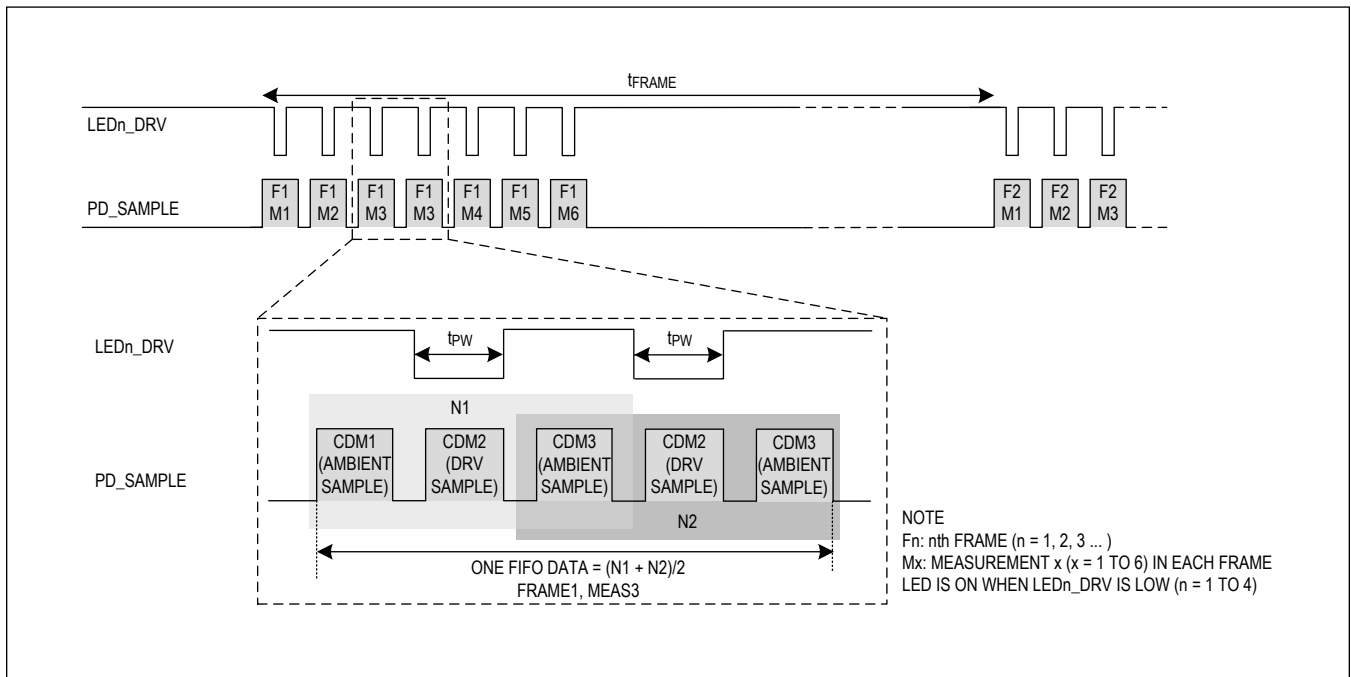 tFRAME
LEDn_DRV
PD_SAMPLE
F1 M1
F1 M2
F1 M3
F1 M3
F1 M4
F1 M5
F1 M6
F2 M1
F2 M2
F2 M3
LEDn_DRV
tPW
tPW
N1
PD_SAMPLE
CDM1
(AMBIENT
SAMPLE)
CDM2
(DRV
SAMPLE)
CDM3
(AMBIENT
SAMPLE)
CDM2
(DRV
SAMPLE)
CDM3
(AMBIENT
SAMPLE)
N2
ONE FIFO DATA = (N1 + N2)/2
FRAME1, MEAS3
NOTE
Fn: nth FRAME (n = 1, 2, 3 ... )
Mx: MEASUREMENT x (x = 1 TO 6) IN EACH FRAME
LED IS ON WHEN LEDn_DRV IS LOW (n = 1 TO 4)